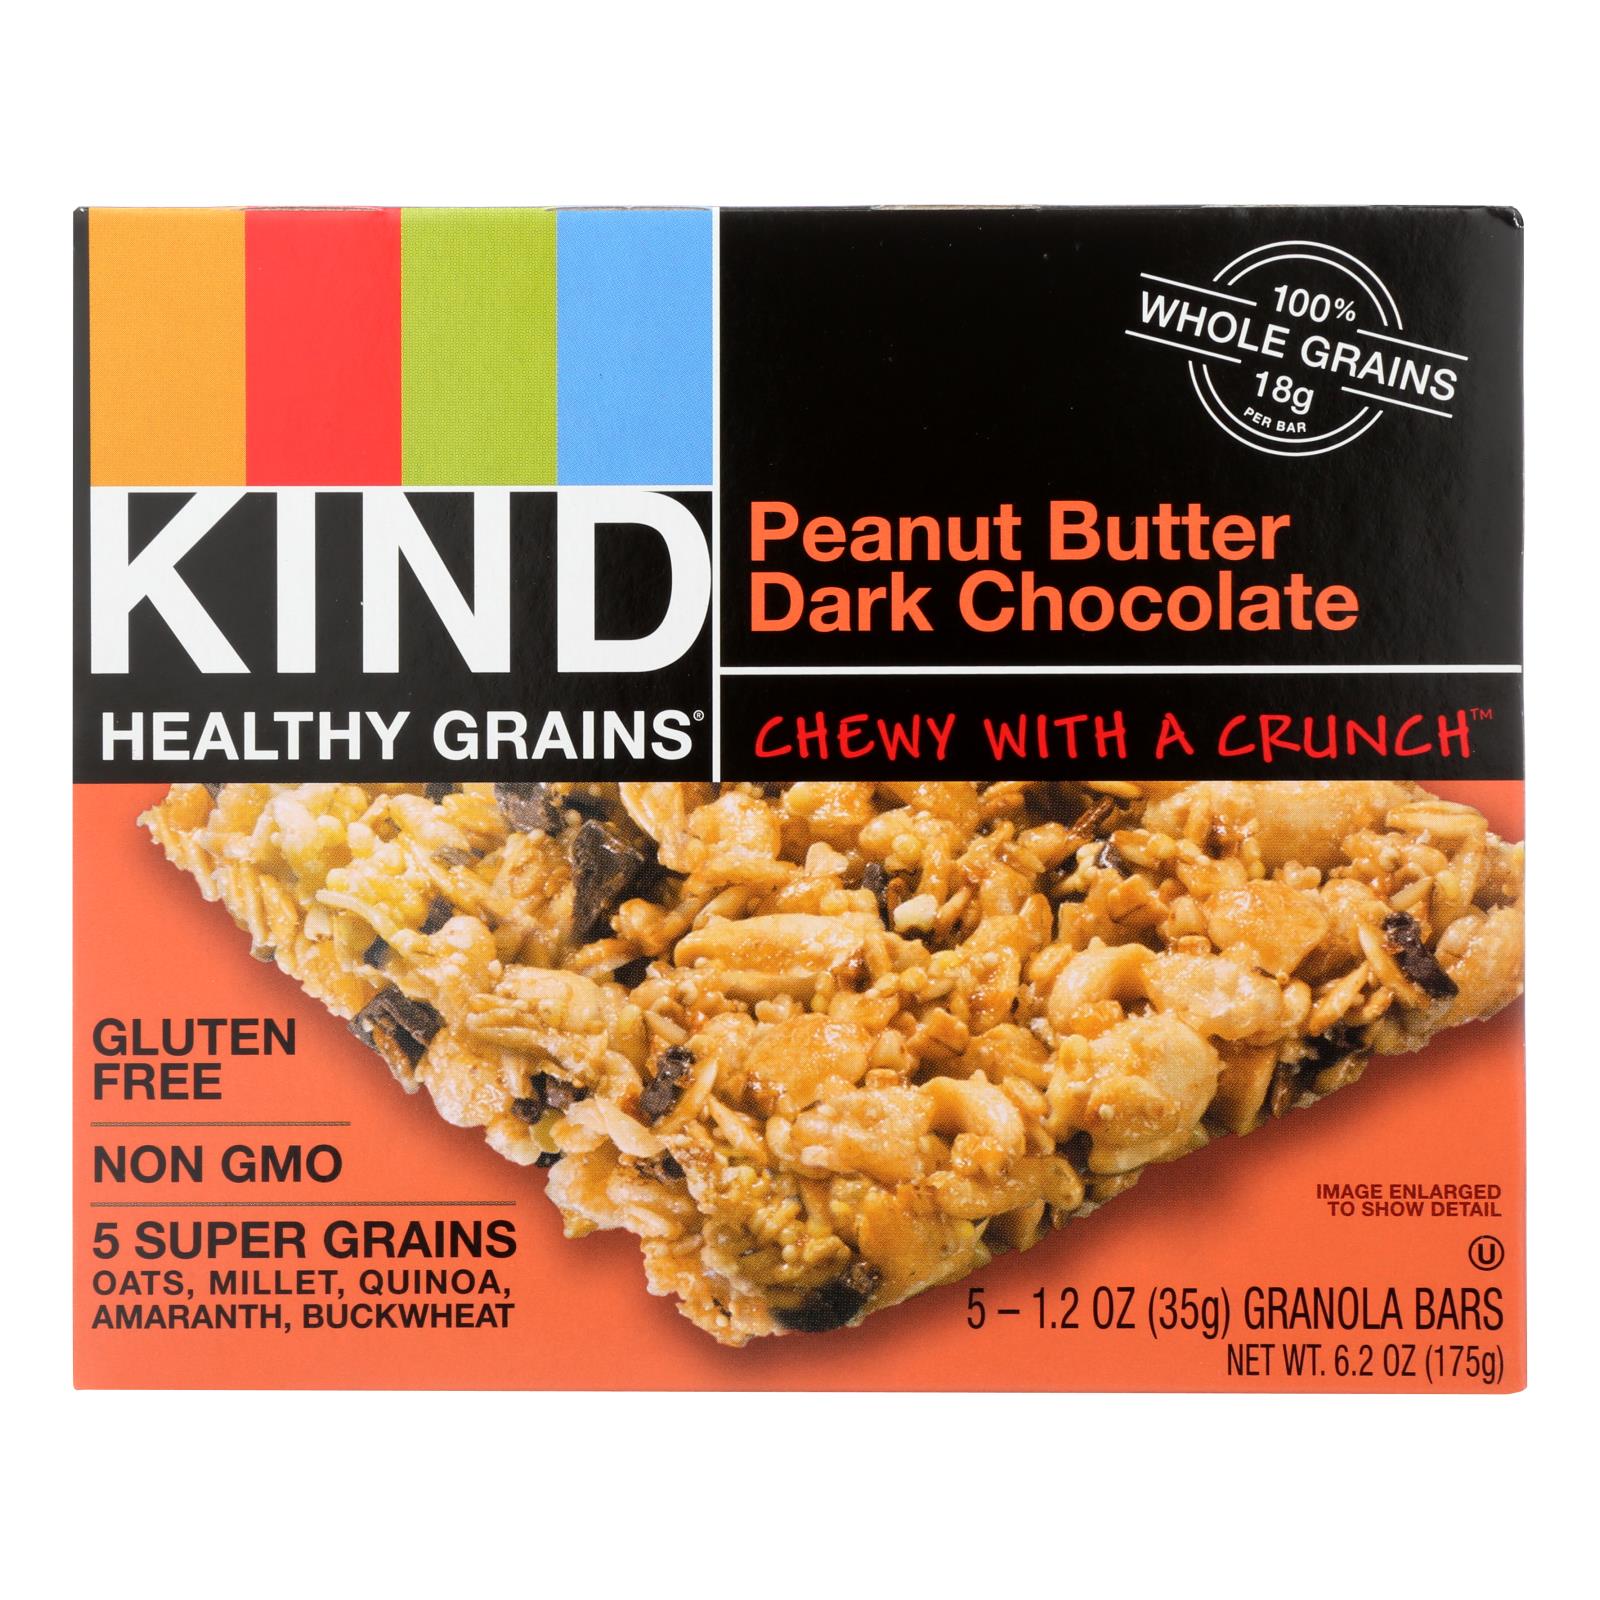 KIND
HEALTHY GRAINS®
100%
WHOLE GRAINS
18g
PER BAR
Peanut Butter
Dark Chocolate
CHEWY WITH A CRUNCH™
GLUTEN
FREE
NON GMO
5 SUPER GRAINS
OATS, MILLET, QUINOA,
AMARANTH, BUCKWHEAT
IMAGE ENLARGED
TO SHOW DETAIL
U
5 – 1.2 OZ (35g) GRANOLA BARS
NET WT. 6.2 OZ (175g)